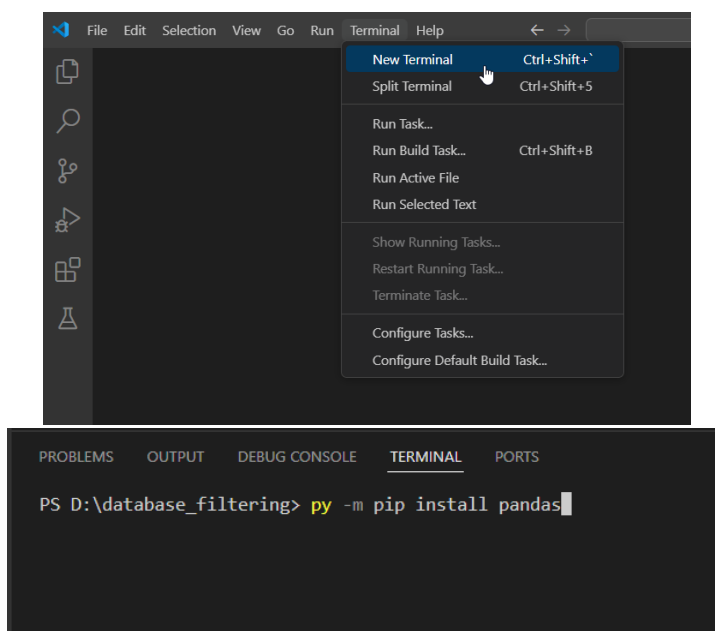 File Edit Selection View Go Run Terminal Help
New Terminal Ctrl+Shift+`
Split Terminal Ctrl+Shift+5
Run Task...
Run Build Task... Ctrl+Shift+B
Run Active File
Run Selected Text
Show Running Tasks...
Restart Running Task...
Terminate Task...
Configure Tasks...
Configure Default Build Task...
PROBLEMS OUTPUT DEBUG CONSOLE TERMINAL PORTS
PS D:\database_filtering> py -m pip install pandas